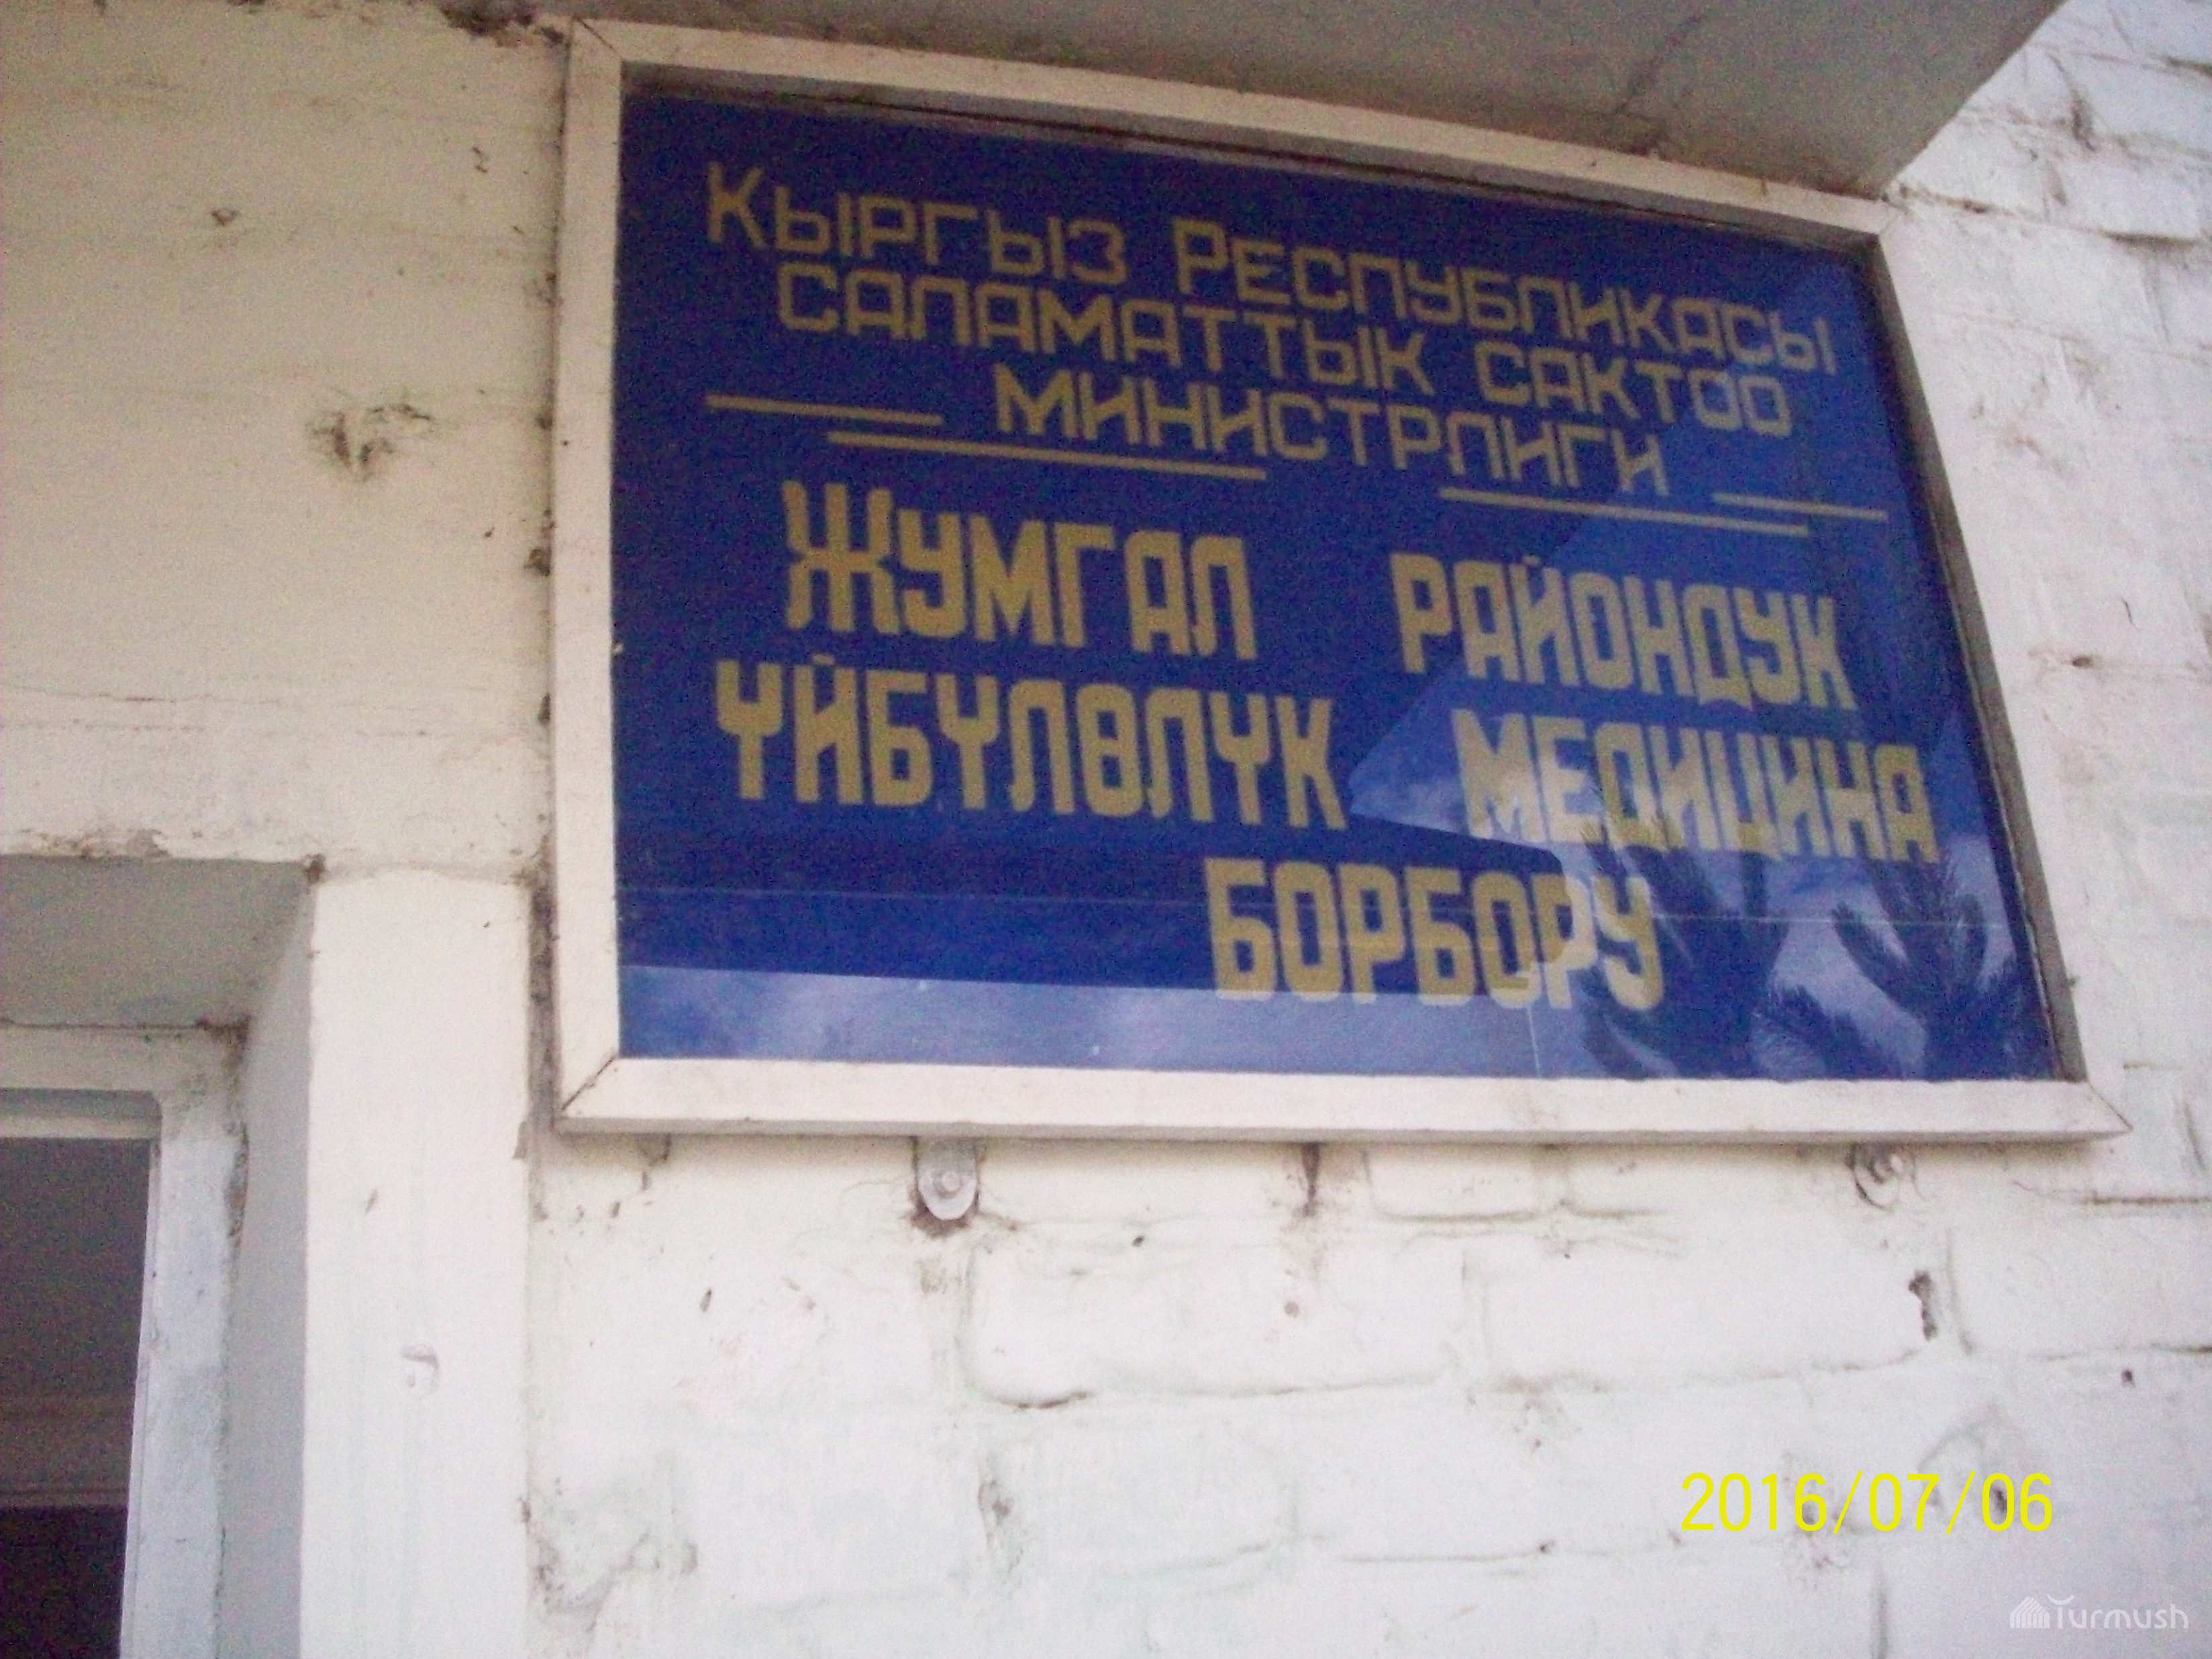 Кыргыз Республикасы
саламаттык сактоо
министрлиги
ЖУМГАЛ РАЙОНДУК
ҮЙБҮЛӨЛҮК МЕДИЦИНА
БОРБОРУ
2016/07/06
Turmush